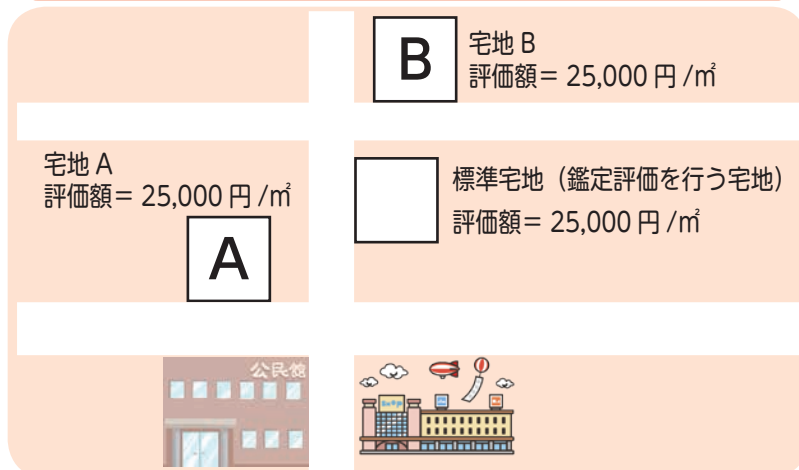 B
宅地 B
評価額＝ 25,000 円 /㎡
宅地 A
評価額＝ 25,000 円 /㎡
A
標準宅地（鑑定評価を行う宅地）
評価額＝ 25,000 円 /㎡
公民館